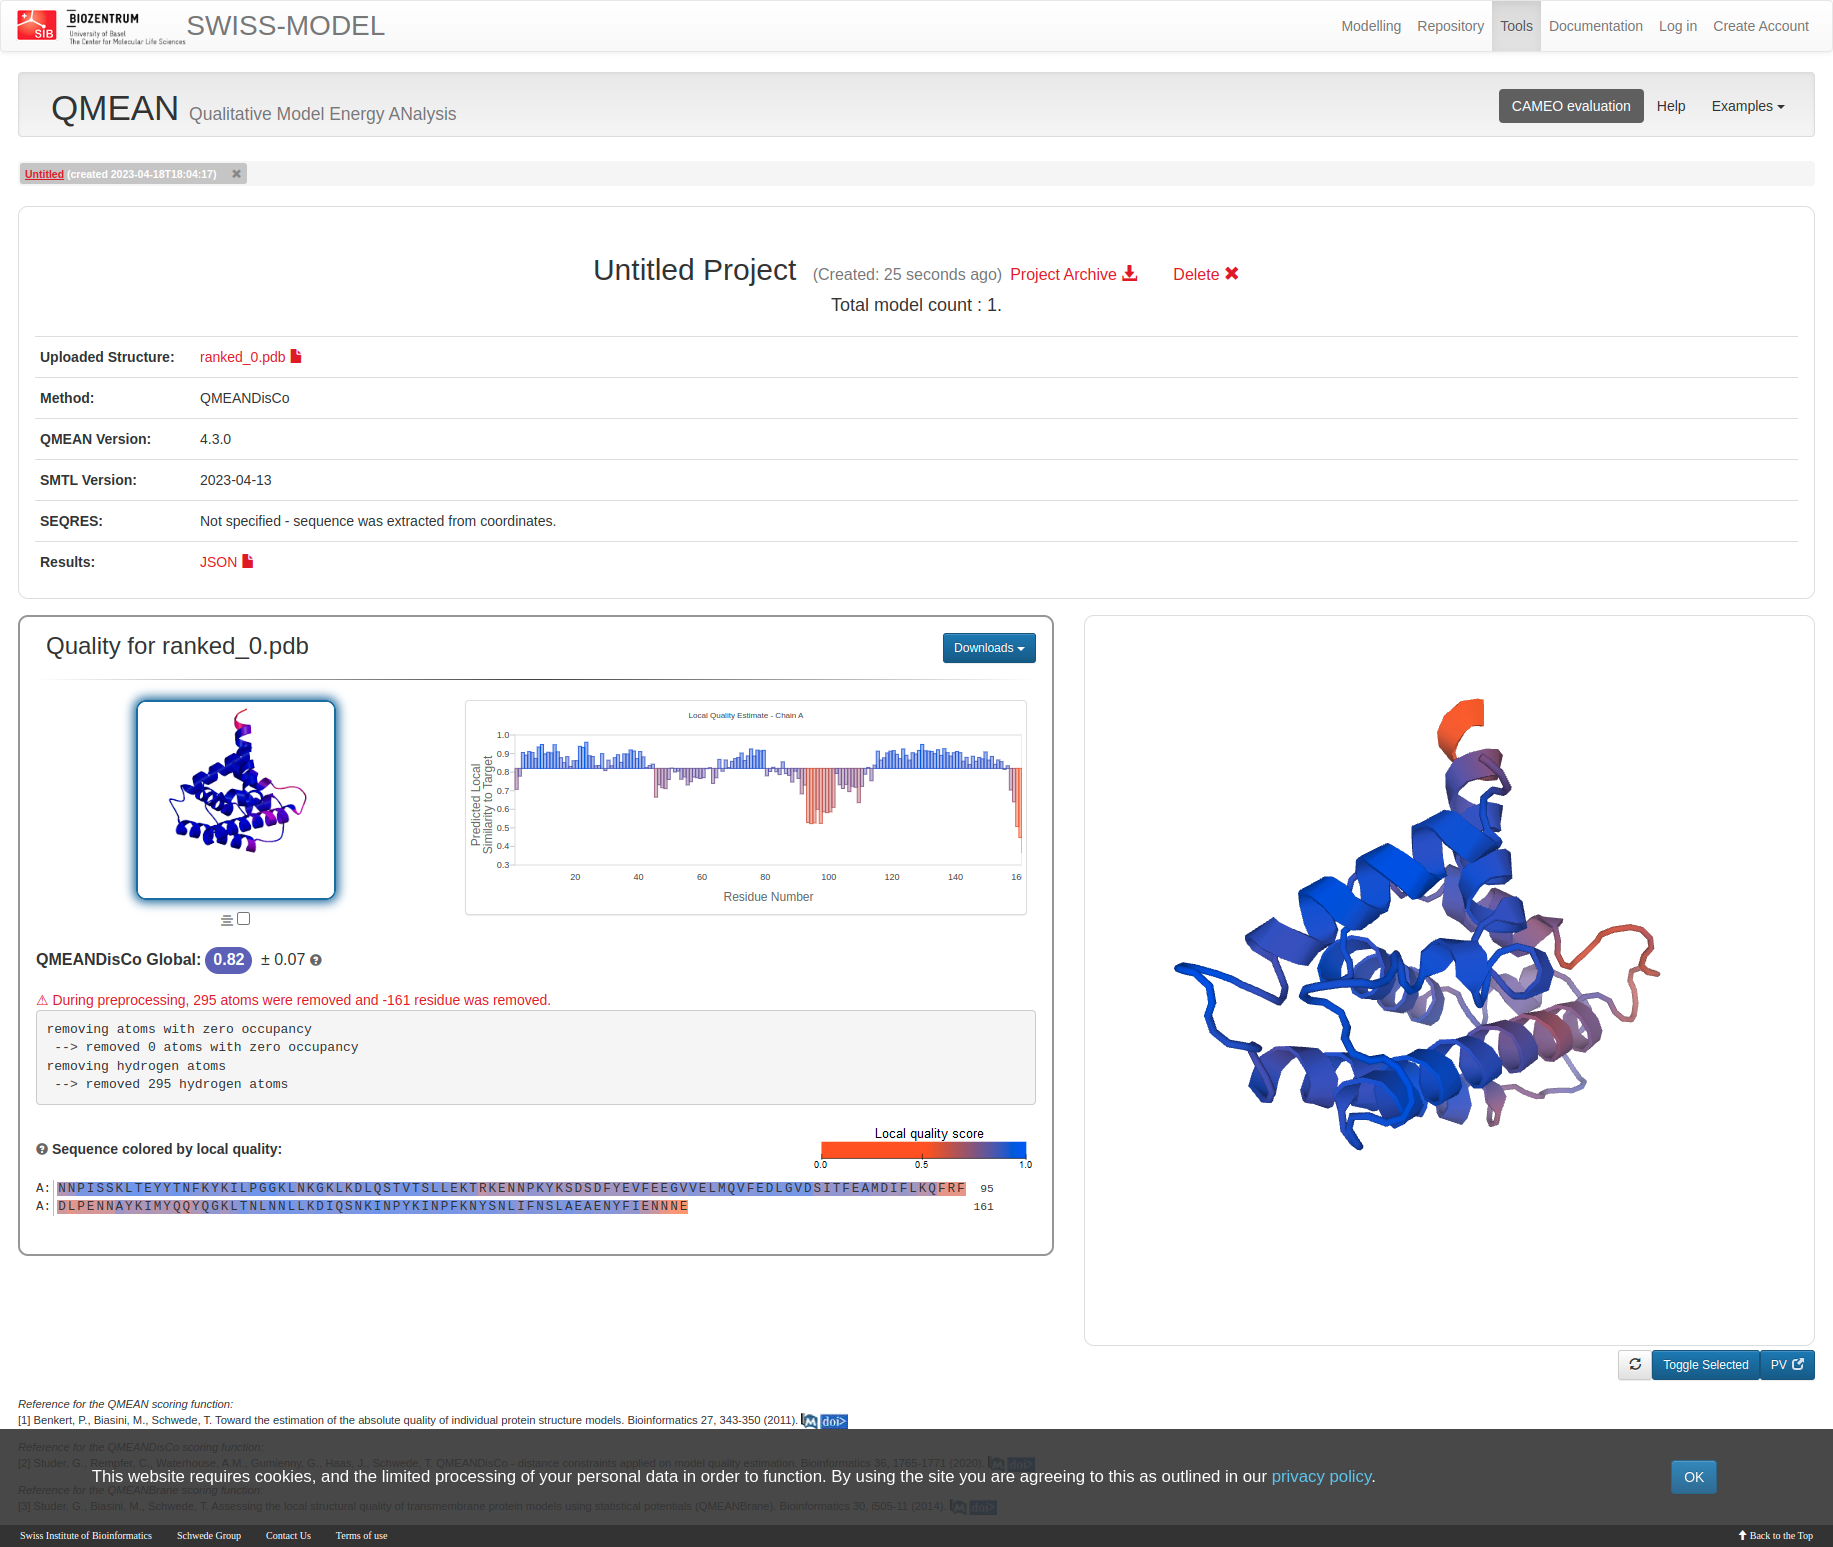 SIB
BIOZENTRUM
University of Basel
The Center for Molecular Life Sciences
SWISS-MODEL
Modelling Repository Tools Documentation Log in Create Account
QMEAN Qualitative Model Energy ANalysis
CAMEO evaluation Help Examples
Untitled (created 2023-04-18T18:04:17)
Untitled Project (Created: 25 seconds ago) Project Archive Delete
Total model count : 1.
Uploaded Structure: ranked_0.pdb
Method: QMEANDisCo
QMEAN Version: 4.3.0
SMTL Version: 2023-04-13
SEQRES: Not specified - sequence was extracted from coordinates.
Results: JSON
Quality for ranked_0.pdb
Downloads
Local Quality Estimate - Chain A
Predicted Local
Similarity to Target
1.0
0.9
0.8
0.7
0.6
0.5
0.4
0.3
20 40 60 80 100 120 140 16
Residue Number
QMEANDisCo Global: 0.82 ± 0.07
⚠ During preprocessing, 295 atoms were removed and -161 residue was removed.
removing atoms with zero occupancy
--> removed 0 atoms with zero occupancy
removing hydrogen atoms
--> removed 295 hydrogen atoms
Sequence colored by local quality:
Local quality score
0.0 0.5 1.0
A: NNPISSKLTEYYTNFKYKILPGGKLNKGKLKDLQSTVTSLLEKTRKENNPKYKSDSDFYEVFEEGVVELMQVFEDLGVDSITFEAMDIFLKQFRF 95
A: DLPENNAYKIMYQQYQGKLTNLNNLLKDIQSNKINPYKINPFKNYSNLIFNSLAEAENYFIENNNE 161
Toggle Selected PV
Reference for the QMEAN scoring function:
[1] Benkert, P., Biasini, M., Schwede, T. Toward the estimation of the absolute quality of individual protein structure models. Bioinformatics 27, 343-350 (2011). doi>
Reference for the QMEANDisCo scoring function:
[2] Studer, G., Rempfer, C., Waterhouse, A.M., Gumienny, G., Haas, J., Schwede, T. QMEANDisCo - distance constraints applied on model quality estimation. Bioinformatics 36, 1765-1771 (2020). doi>
This website requires cookies, and the limited processing of your personal data in order to function. By using the site you are agreeing to this as outlined in our privacy policy.
OK
Reference for the QMEANBrane scoring function:
[3] Studer, G., Biasini, M., Schwede, T. Assessing the local structural quality of transmembrane protein models using statistical potentials (QMEANBrane). Bioinformatics 30, i505-11 (2014). doi>
Swiss Institute of Bioinformatics Schwede Group Contact Us Terms of use
Back to the Top